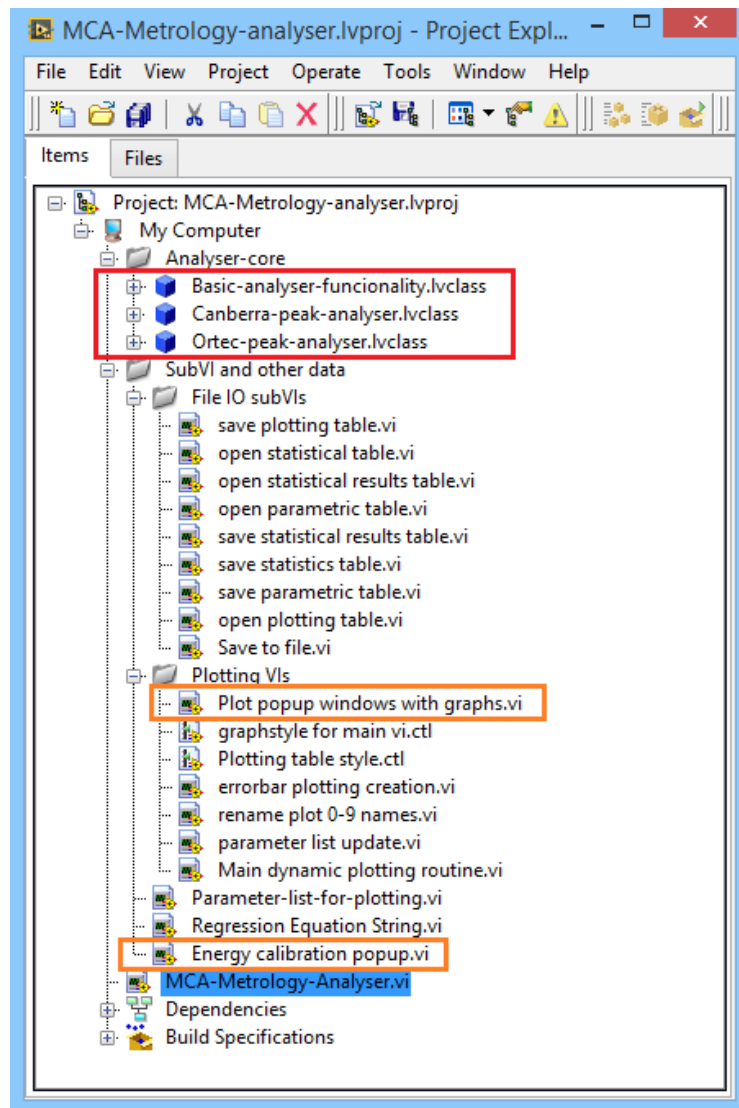 MCA-Metrology-analyser.lvproj - Project Expl...
File Edit View Project Operate Tools Window Help
Items Files
Project: MCA-Metrology-analyser.lvproj
My Computer
Analyser-core
Basic-analyser-funcionality.lvclass
Canberra-peak-analyser.lvclass
Ortec-peak-analyser.lvclass
SubVI and other data
File IO subVIs
save plotting table.vi
open statistical table.vi
open statistical results table.vi
open parametric table.vi
save statistical results table.vi
save statistics table.vi
save parametric table.vi
open plotting table.vi
Save to file.vi
Plotting VIs
Plot popup windows with graphs.vi
graphstyle for main vi.ctl
Plotting table style.ctl
errorbar plotting creation.vi
rename plot 0-9 names.vi
parameter list update.vi
Main dynamic plotting routine.vi
Parameter-list-for-plotting.vi
Regression Equation String.vi
Energy calibration popup.vi
MCA-Metrology-Analyser.vi
Dependencies
Build Specifications